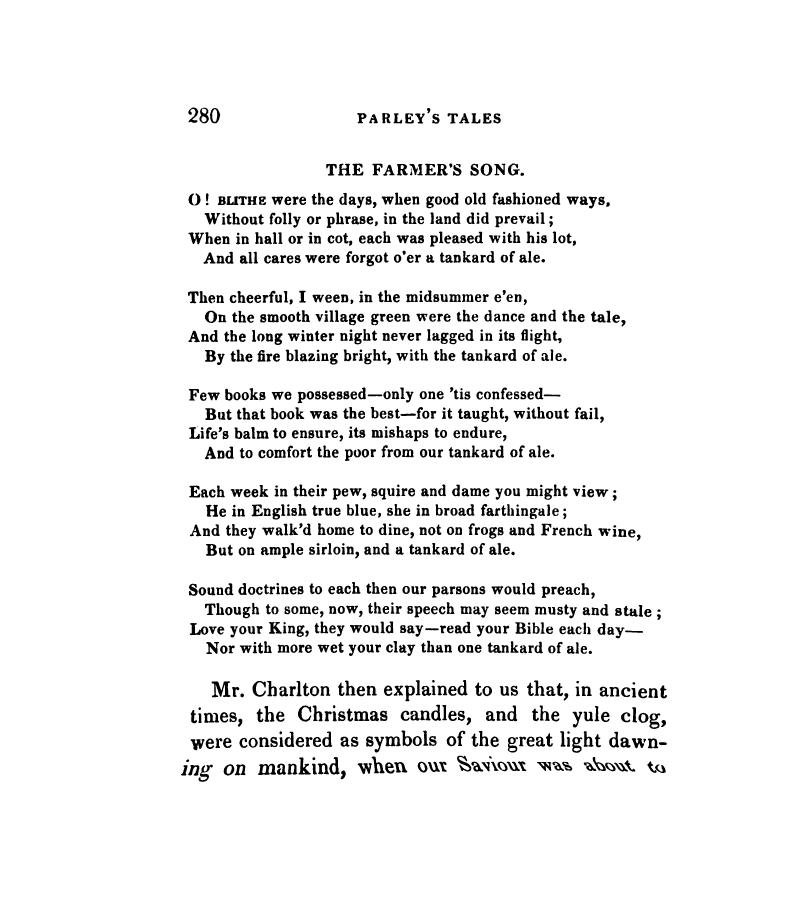 280 PARLEY'S TALES
THE FARMER'S SONG.
O! BLITHE were the days, when good old fashioned ways,
Without folly or phrase, in the land did prevail;
When in hall or in cot, each was pleased with his lot,
And all cares were forgot o'er a tankard of ale.
Then cheerful, I ween, in the midsummer e'en,
On the smooth village green were the dance and the tale,
And the long winter night never lagged in its flight,
By the fire blazing bright, with the tankard of ale.
Few books we possessed—only one 'tis confessed—
But that book was the best—for it taught, without fail,
Life's balm to ensure, its mishaps to endure,
And to comfort the poor from our tankard of ale.
Each week in their pew, squire and dame you might view;
He in English true blue, she in broad farthingale;
And they walk'd home to dine, not on frogs and French wine,
But on ample sirloin, and a tankard of ale.
Sound doctrines to each then our parsons would preach,
Though to some, now, their speech may seem musty and stale;
Love your King, they would say—read your Bible each day—
Nor with more wet your clay than one tankard of ale.
Mr. Charlton then explained to us that, in ancient
times, the Christmas candles, and the yule clog,
were considered as symbols of the great light dawn-
ing on mankind, when our Saviour was about to